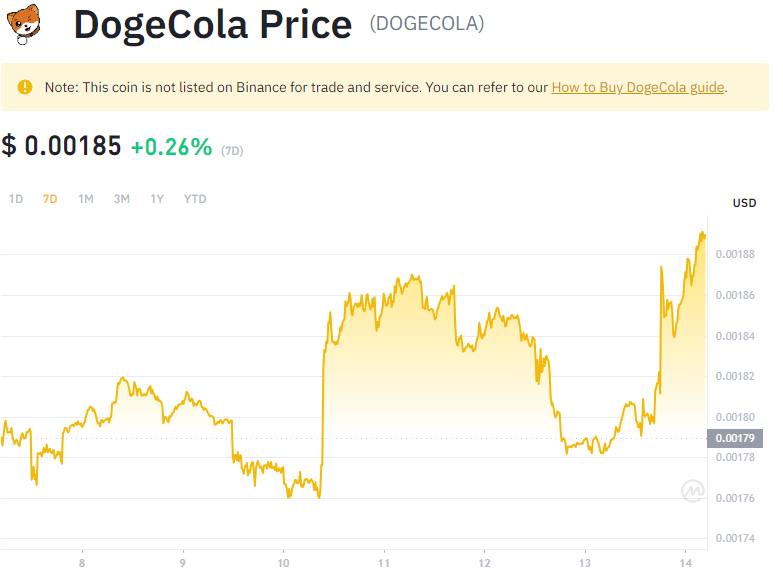 DogeCola Price (DOGECOLA)
Note: This coin is not listed on Binance for trade and service. You can refer to our How to Buy DogeCola guide.
$ 0.00185 +0.26% (7D)
1D 7D 1M 3M 1Y YTD
USD
0.00188
0.00186
0.00184
0.00182
0.00180
0.00179
0.00178
0.00176
0.00174
8 9 10 11 12 13 14